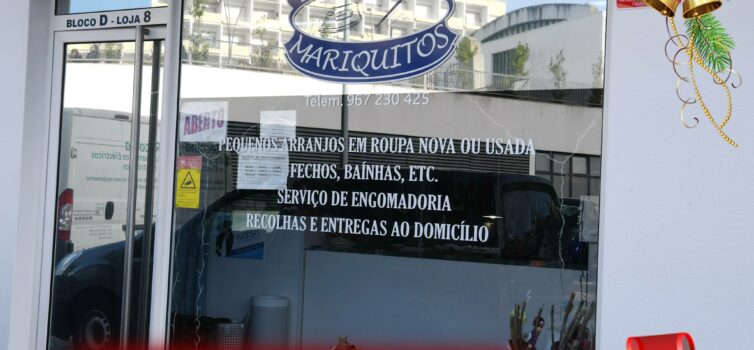 BLOCO D - LOJA 8
MARIQUITOS
Telem. 967 230 425
ABERTO
PEQUENOS ARRANJOS EM ROUPA NOVA OU USADA
FECHOS, BAÍNHAS, ETC.
SERVIÇO DE ENGOMADORIA
RECOLHAS E ENTREGAS AO DOMICÍLIO